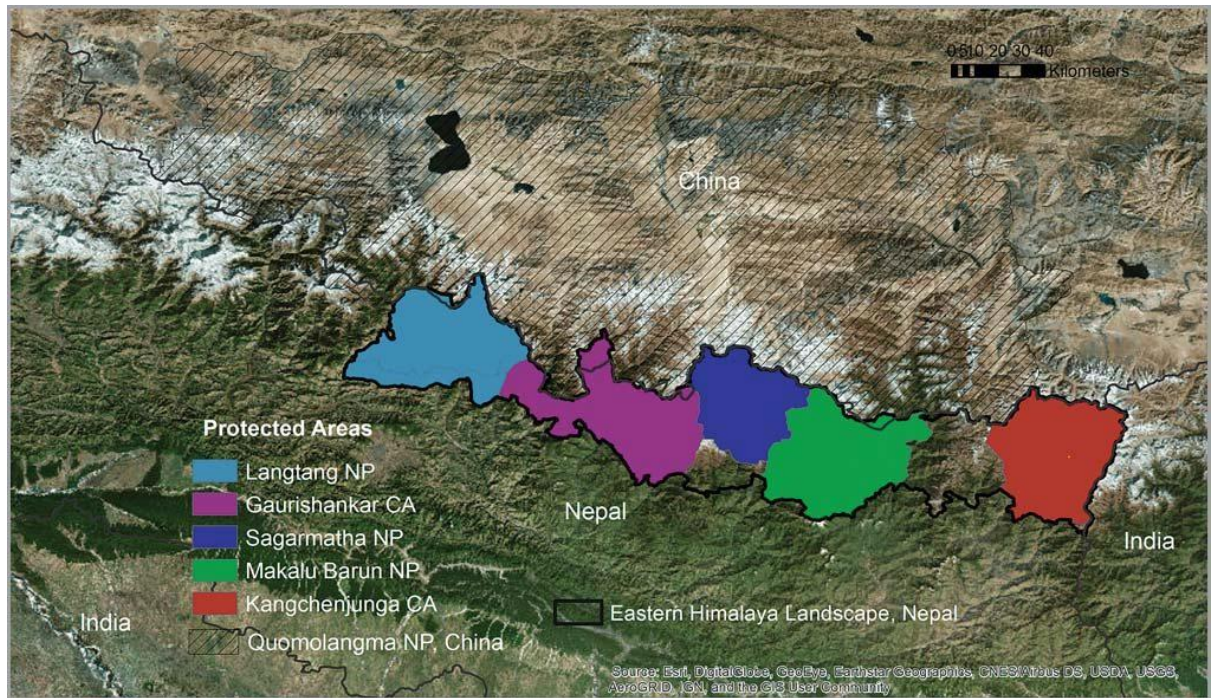 0 5 10 20 30 40
Kilometers
China
Protected Areas
Langtang NP
Gaurishankar CA
Sagarmatha NP
Makalu Barun NP
Kangchenjunga CA
Quomolangma NP, China
Nepal
India
India
Eastern Himalaya Landscape, Nepal
Source: Esri, DigitalGlobe, GeoEye, Earthstar Geographics, CNES/Airbus DS, USDA, USGS,
AeroGRID, IGN, and the GIS User Community